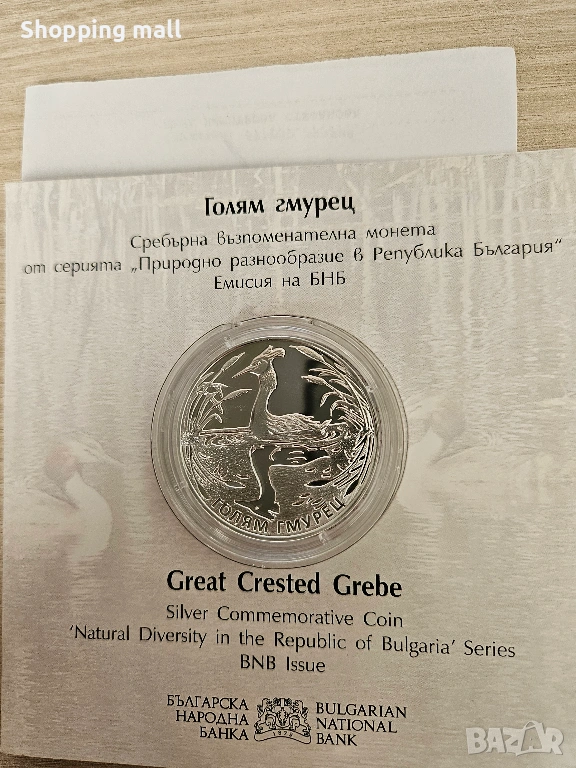 Shopping mall
Голям гмурец
Сребърна възпоменателна монета
от серията „Природно разнообразие в Република България“
Емисия на БНБ
ГОЛЯМ ГМУРЕЦ
Great Crested Grebe
Silver Commemorative Coin
'Natural Diversity in the Republic of Bulgaria' Series
BNB Issue
БЪЛГАРСКА
НАРОДНА
БАНКА
1879
BULGARIAN
NATIONAL
BANK
BAZAR